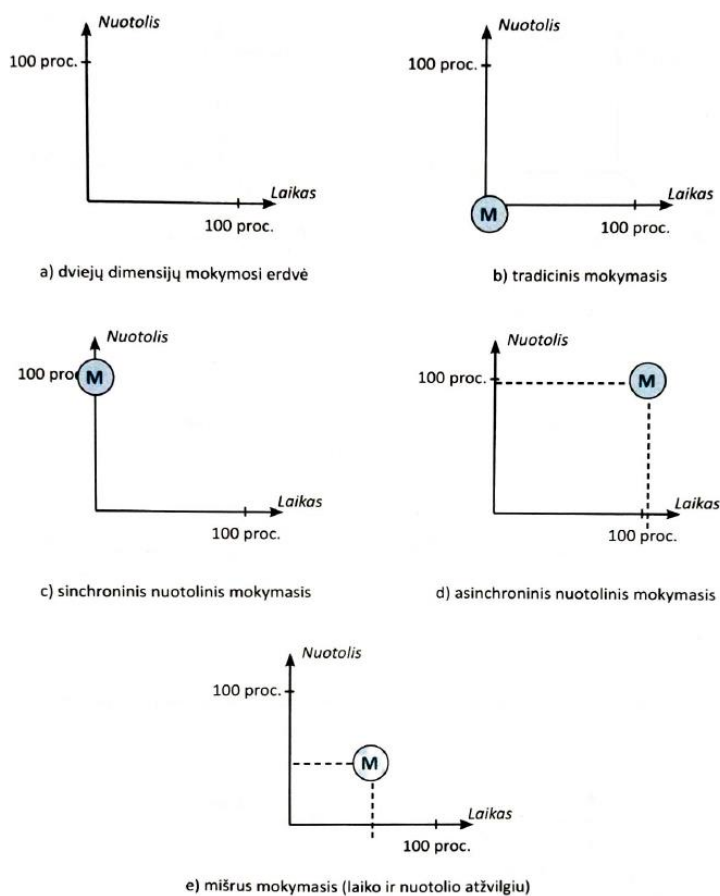 Nuotolis
100 proc.
Laikas
100 proc.
a) dviejų dimensijų mokymosi erdvė
Nuotolis
100 proc.
M
Laikas
100 proc.
b) tradicinis mokymasis
Nuotolis
100 proc
M
Laikas
100 proc.
c) sinchroninis nuotolinis mokymasis
Nuotolis
100 proc.
M
Laikas
100 proc.
d) asinchroninis nuotolinis mokymasis
Nuotolis
100 proc.
M
Laikas
100 proc.
e) mišrus mokymasis (laiko ir nuotolio atžvilgiu)